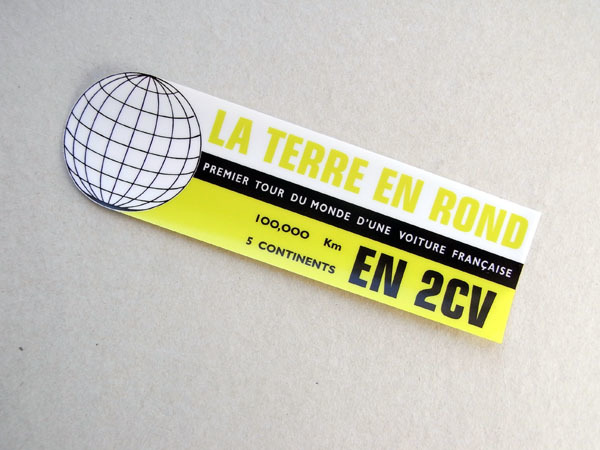 LA TERRE EN ROND
PREMIER TOUR DU MONDE D'UNE VOITURE FRANÇAISE
100,000 Km
5 CONTINENTS
EN 2CV